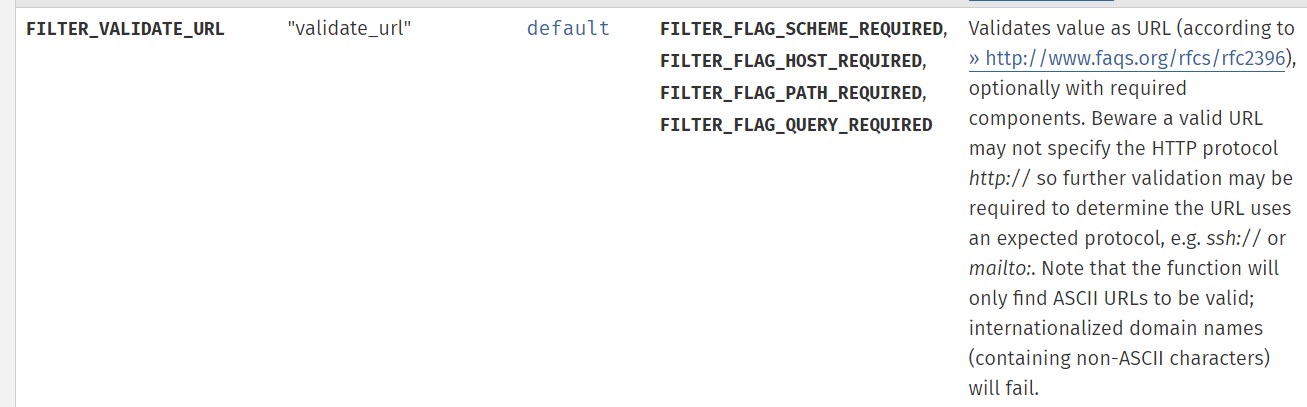 FILTER_VALIDATE_URL "validate_url" default FILTER_FLAG_SCHEME_REQUIRED,
FILTER_FLAG_HOST_REQUIRED,
FILTER_FLAG_PATH_REQUIRED,
FILTER_FLAG_QUERY_REQUIRED
Validates value as URL (according to
» http://www.faqs.org/rfcs/rfc2396),
optionally with required
components. Beware a valid URL
may not specify the HTTP protocol
http:// so further validation may be
required to determine the URL uses
an expected protocol, e.g. ssh:// or
mailto:. Note that the function will
only find ASCII URLs to be valid;
internationalized domain names
(containing non-ASCII characters)
will fail.